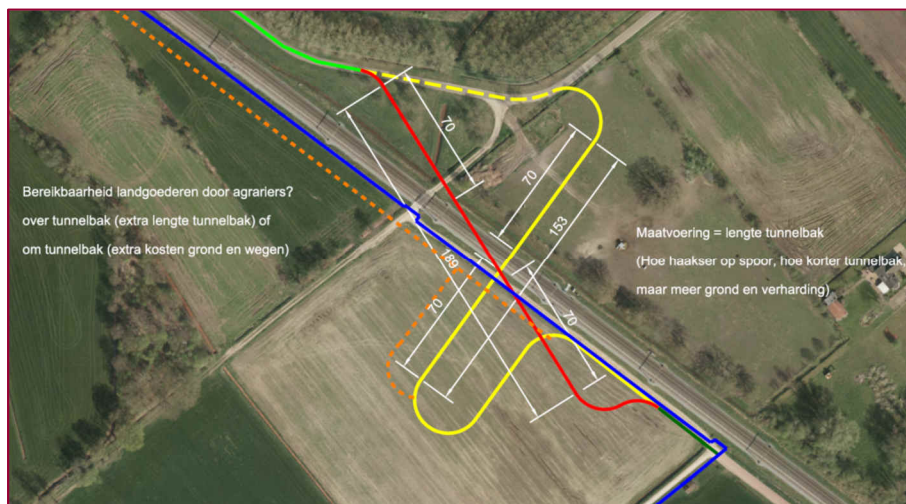 70
70
Bereikbaarheid landgoederen door agrariers?
over tunnelbak (extra lengte tunnelbak) of
om tunnelbak (extra kosten grond en wegen)
153
Maatvoering = lengte tunnelbak
(Hoe haakser op spoor, hoe korter tunnelbak,
maar meer grond en verharding)
189
70
70